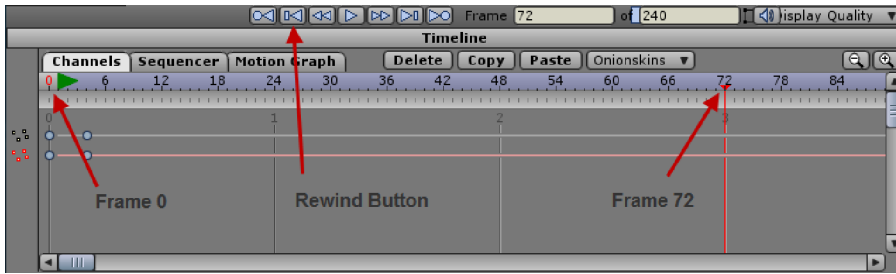 Frame 72 of 240 isplay Quality
Timeline
Channels Sequencer Motion Graph Delete Copy Paste Onionskins
0 6 12 18 24 30 36 42 48 54 60 66 72 78 84
0 1 2 3
Frame 0 Rewind Button Frame 72